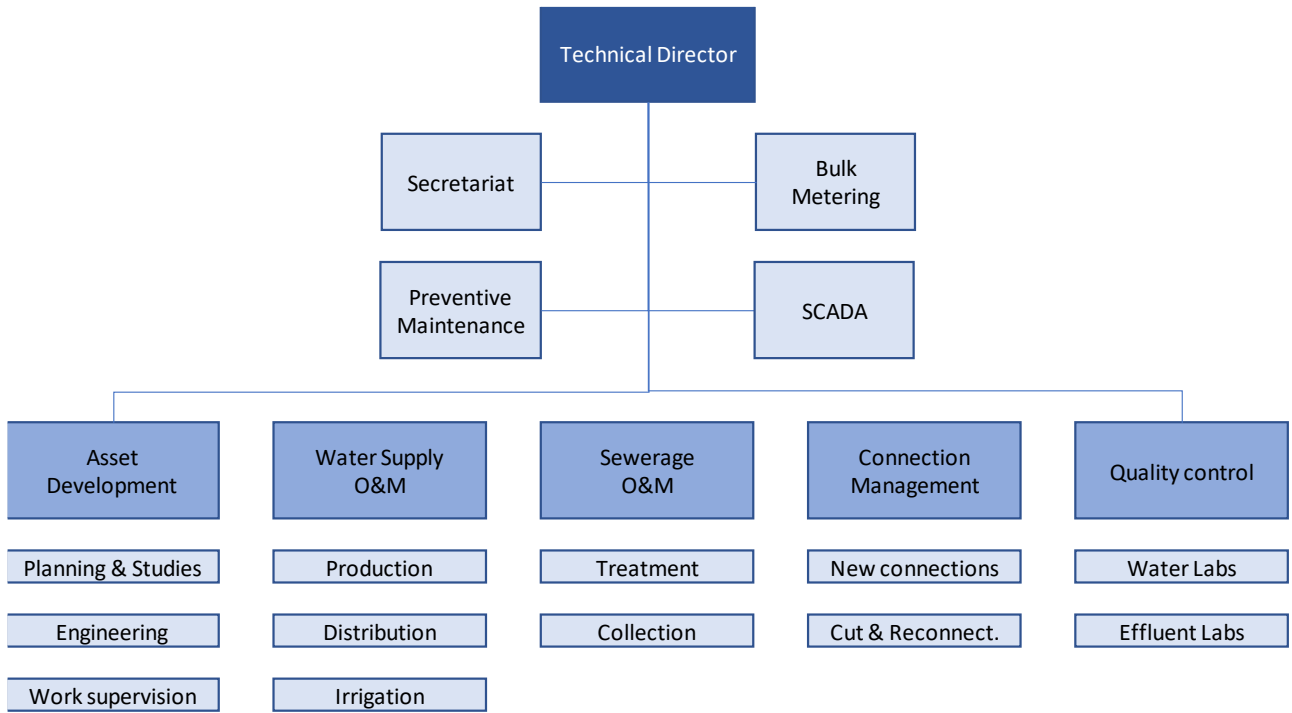 Technical Director
Secretariat
Bulk
Metering
Preventive
Maintenance
SCADA
Asset
Development
Water Supply
O&M
Sewerage
O&M
Connection
Management
Quality control
Planning & Studies
Production
Treatment
New connections
Water Labs
Engineering
Distribution
Collection
Cut & Reconnect.
Effluent Labs
Work supervision
Irrigation